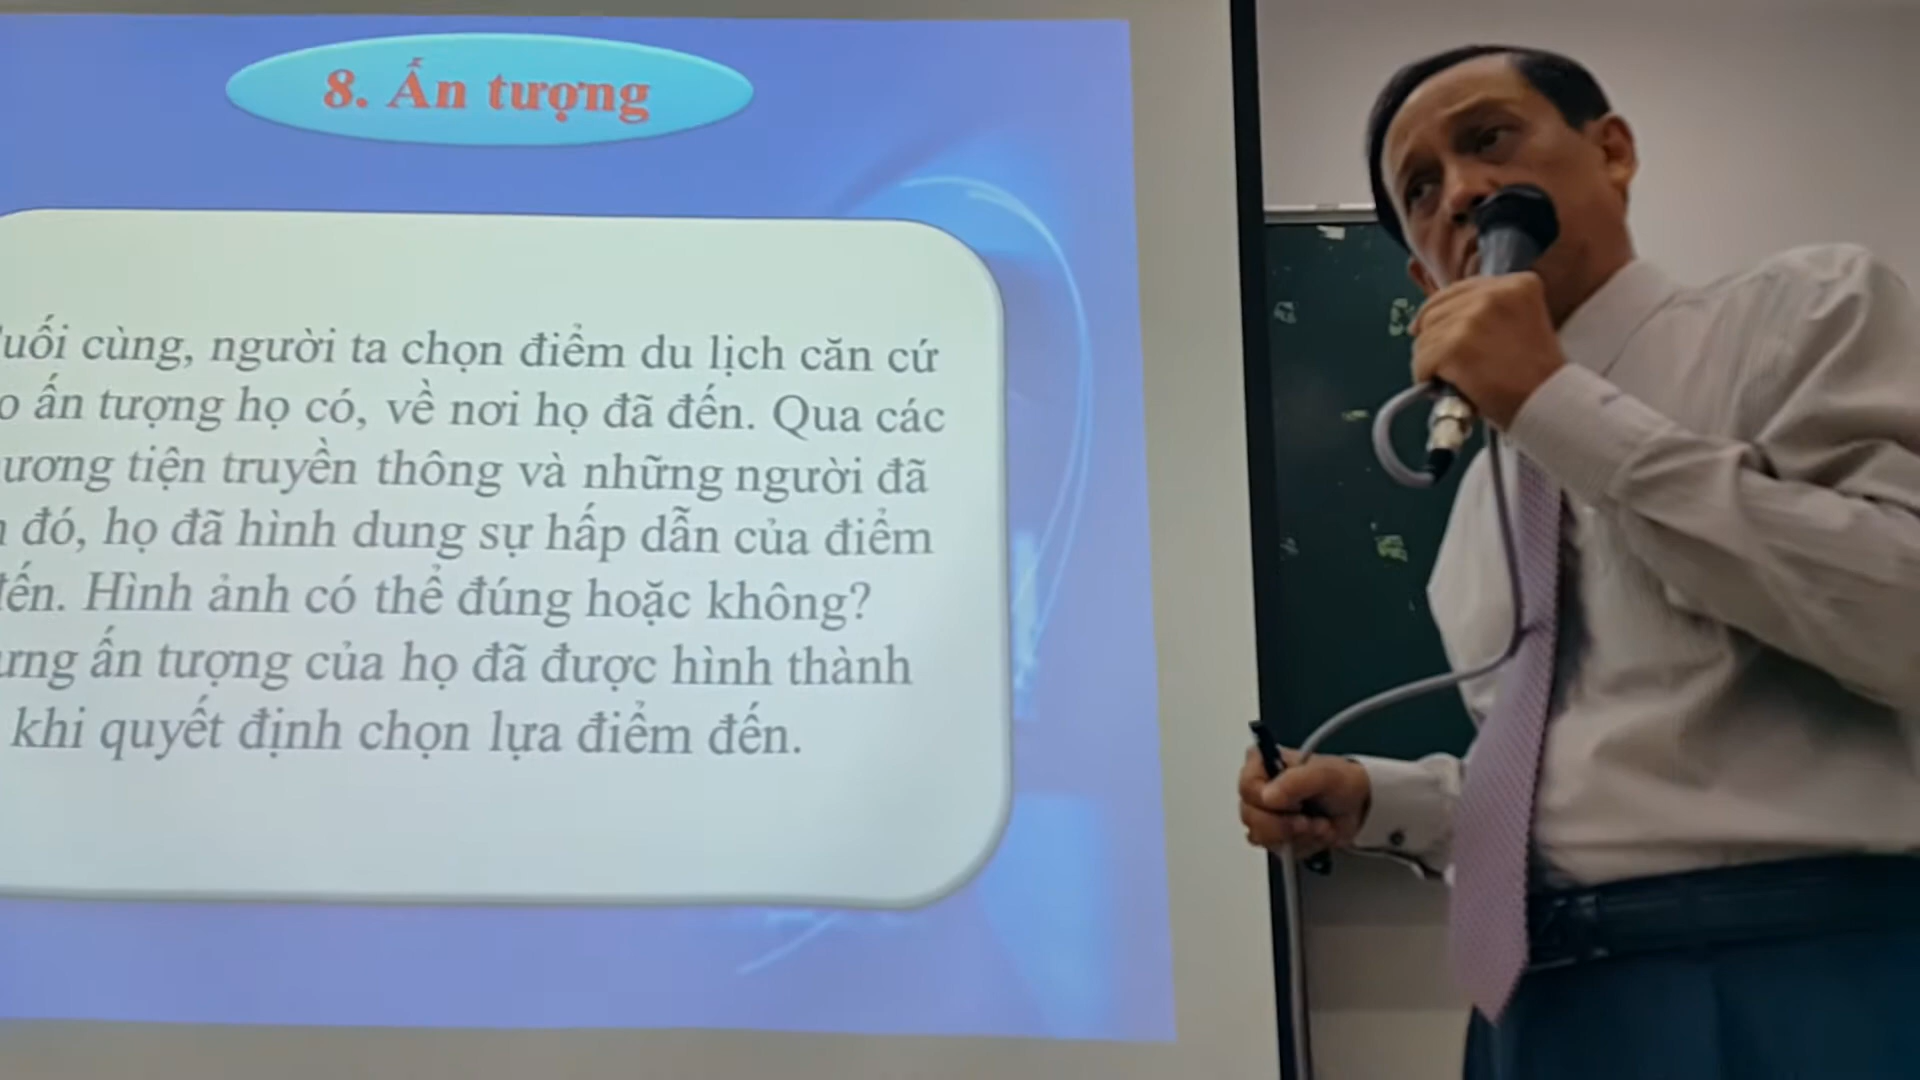 8. Ấn tượng
uối cùng, người ta chọn điểm du lịch căn cứ
o ấn tượng họ có, về nơi họ đã đến. Qua các
ương tiện truyền thông và những người đã
đó, họ đã hình dung sự hấp dẫn của điểm
đến. Hình ảnh có thể đúng hoặc không?
ưng ấn tượng của họ đã được hình thành
khi quyết định chọn lựa điểm đến.